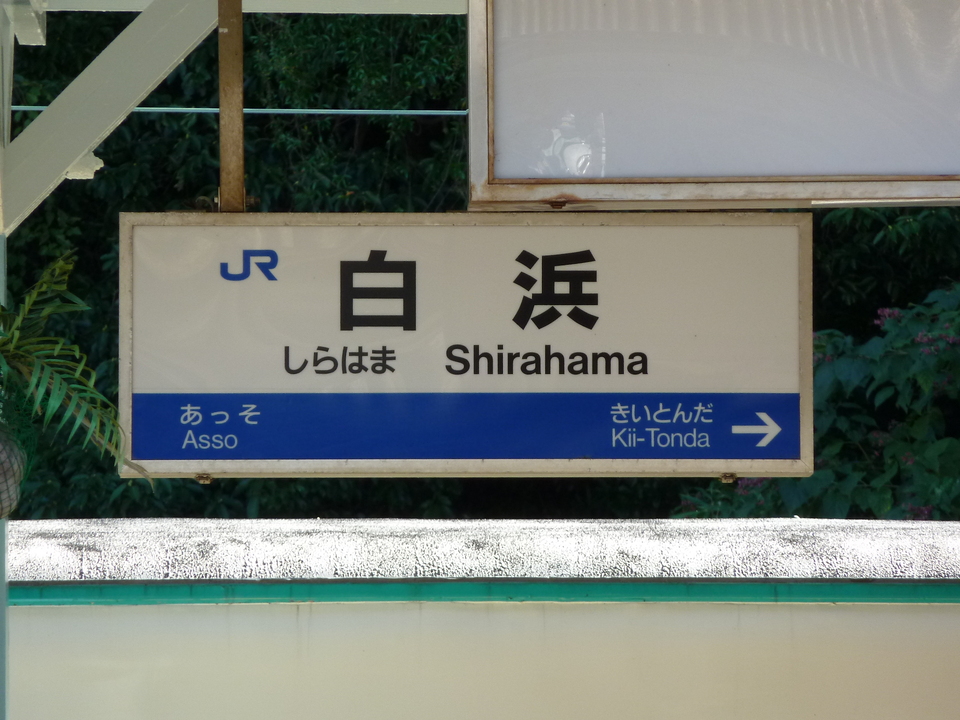 JR 白浜
しらはま Shirahama
あっそ きいとんだ
Asso Kii-Tonda →